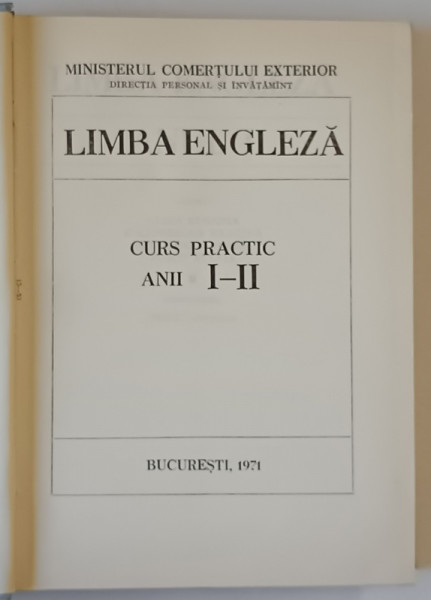 MINISTERUL COMERȚULUI EXTERIOR
DIRECȚIA PERSONAL ȘI ÎNVĂȚĂMÎNT
LIMBA ENGLEZĂ
CURS PRACTIC
ANII I–II
BUCUREȘTI, 1971